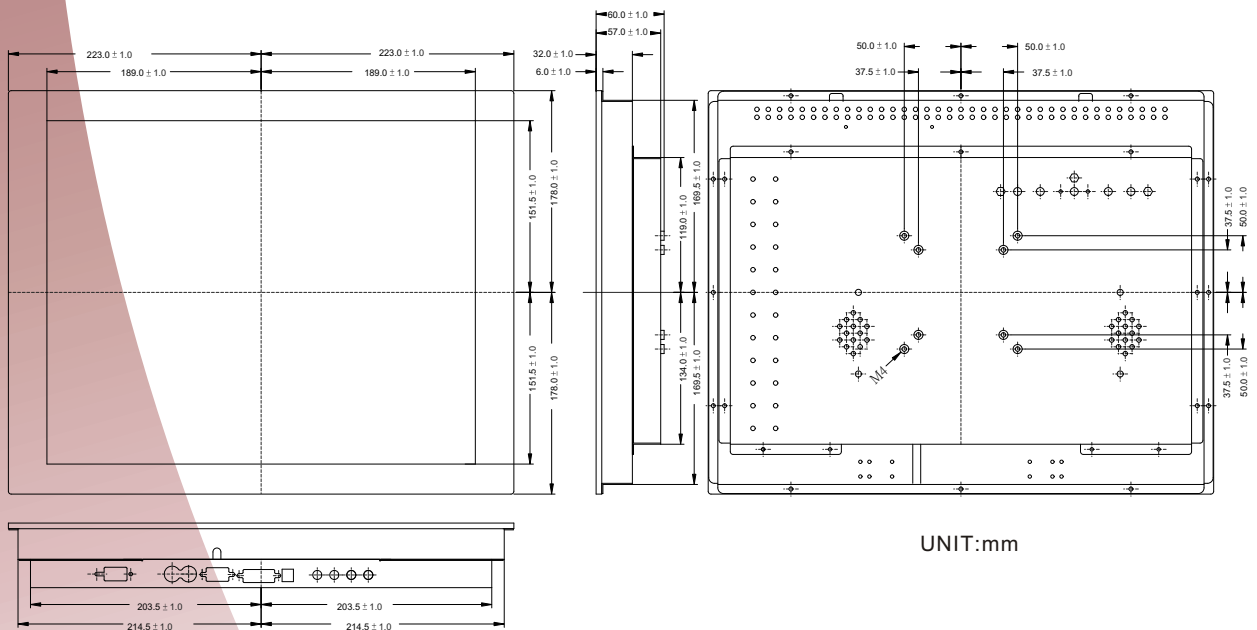 223.0 ± 1.0
223.0 ± 1.0
189.0 ± 1.0
189.0 ± 1.0
151.5 ± 1.0
178.0 ± 1.0
151.5 ± 1.0
178.0 ± 1.0
60.0 ± 1.0
57.0 ± 1.0
32.0 ± 1.0
6.0 ± 1.0
119.0 ± 1.0
169.5 ± 1.0
134.0 ± 1.0
169.5 ± 1.0
50.0 ± 1.0
50.0 ± 1.0
37.5 ± 1.0
37.5 ± 1.0
37.5 ± 1.0
50.0 ± 1.0
37.5 ± 1.0
50.0 ± 1.0
M4
203.5 ± 1.0
203.5 ± 1.0
214.5 ± 1.0
214.5 ± 1.0
UNIT:mm